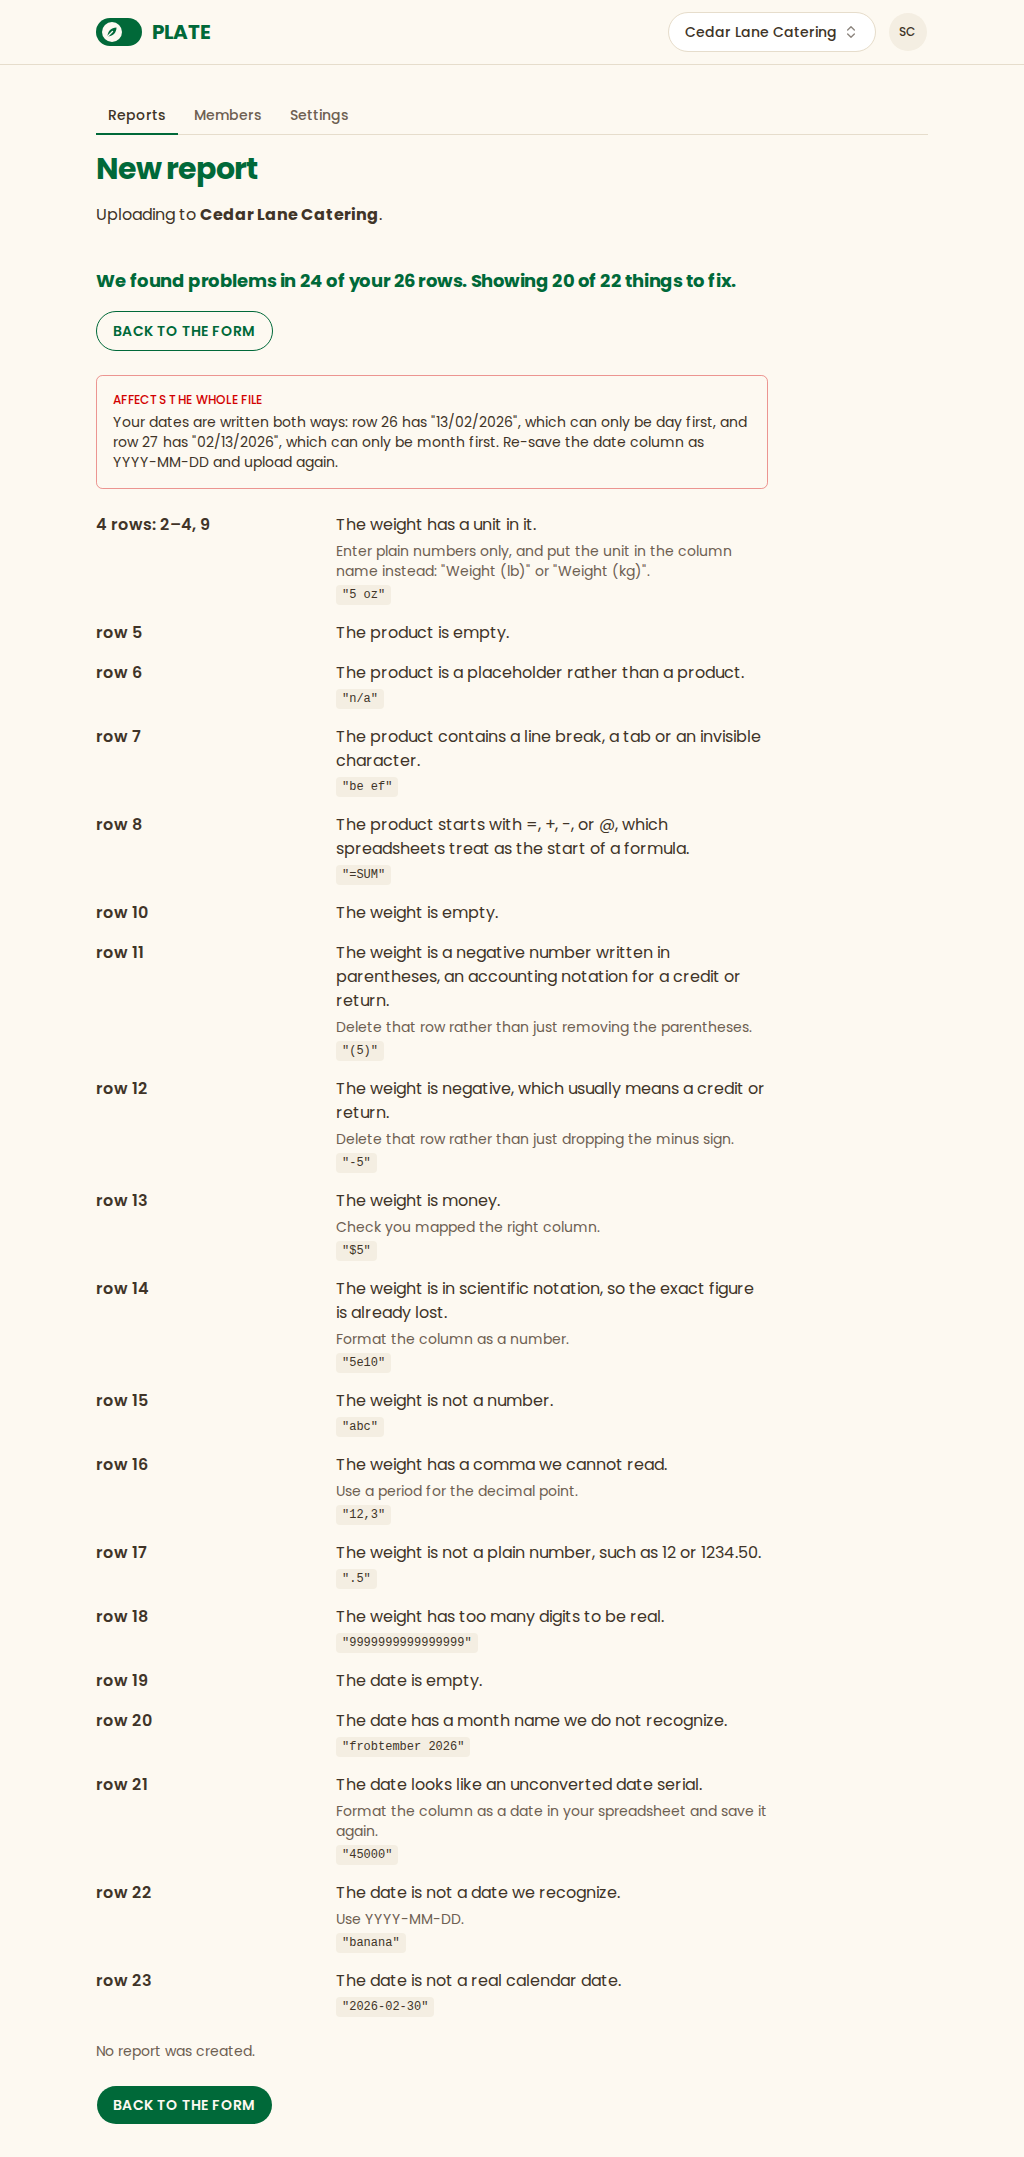 PLATE
Cedar Lane Catering
SC
Reports
Members
Settings
New report
Uploading to Cedar Lane Catering.
We found problems in 24 of your 26 rows. Showing 20 of 22 things to fix.
BACK TO THE FORM
AFFECTS THE WHOLE FILE
Your dates are written both ways: row 26 has "13/02/2026", which can only be day first, and
row 27 has "02/13/2026", which can only be month first. Re-save the date column as
YYYY-MM-DD and upload again.
4 rows: 2–4, 9
The weight has a unit in it.
Enter plain numbers only, and put the unit in the column
name instead: "Weight (lb)" or "Weight (kg)".
"5 oz"
row 5
The product is empty.
row 6
The product is a placeholder rather than a product.
"n/a"
row 7
The product contains a line break, a tab or an invisible
character.
"be ef"
row 8
The product starts with =, +, -, or @, which
spreadsheets treat as the start of a formula.
"=SUM"
row 10
The weight is empty.
row 11
The weight is a negative number written in
parentheses, an accounting notation for a credit or
return.
Delete that row rather than just removing the parentheses.
"(5)"
row 12
The weight is negative, which usually means a credit or
return.
Delete that row rather than just dropping the minus sign.
"-5"
row 13
The weight is money.
Check you mapped the right column.
"$5"
row 14
The weight is in scientific notation, so the exact figure
is already lost.
Format the column as a number.
"5e10"
row 15
The weight is not a number.
"abc"
row 16
The weight has a comma we cannot read.
Use a period for the decimal point.
"12,3"
row 17
The weight is not a plain number, such as 12 or 1234.50.
".5"
row 18
The weight has too many digits to be real.
"9999999999999999"
row 19
The date is empty.
row 20
The date has a month name we do not recognize.
"frobtember 2026"
row 21
The date looks like an unconverted date serial.
Format the column as a date in your spreadsheet and save it
again.
"45000"
row 22
The date is not a date we recognize.
Use YYYY-MM-DD.
"banana"
row 23
The date is not a real calendar date.
"2026-02-30"
No report was created.
BACK TO THE FORM